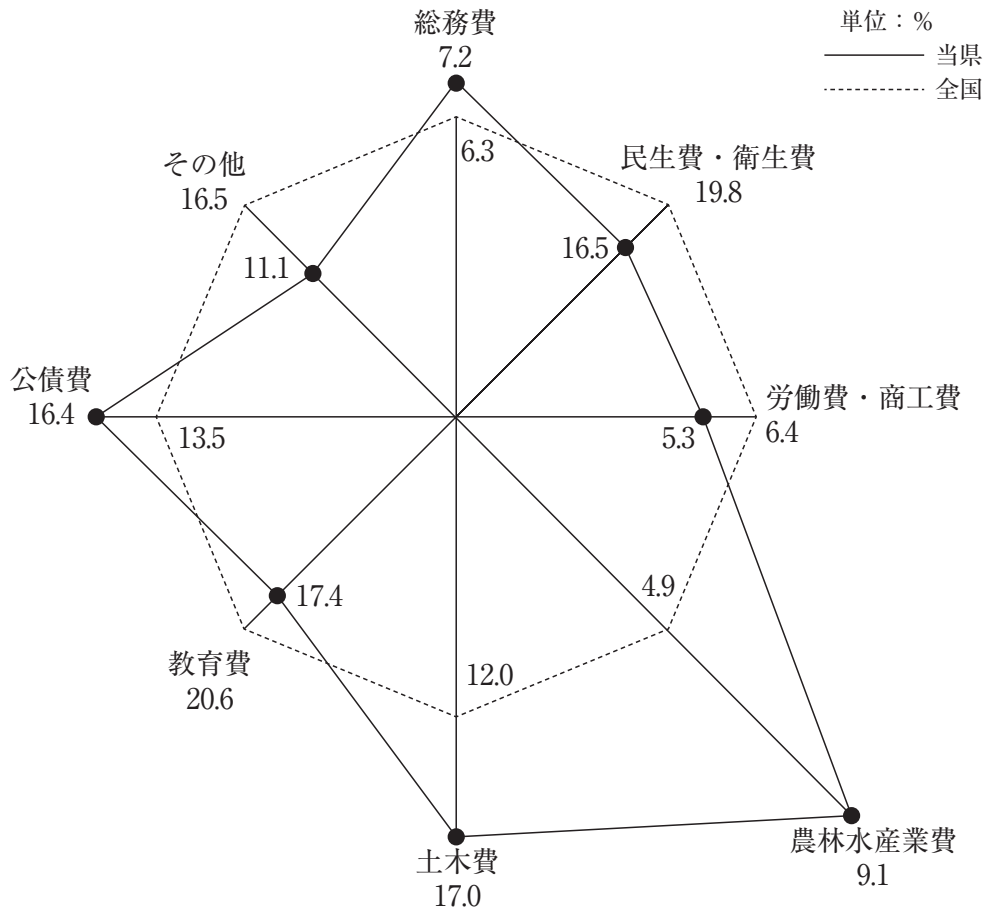 単位：%
当県
全国
総務費
7.2
6.3
民生費・衛生費
19.8
16.5
労働費・商工費
6.4
5.3
4.9
農林水産業費
9.1
12.0
土木費
17.0
17.4
教育費
20.6
公債費
16.4
13.5
その他
16.5
11.1